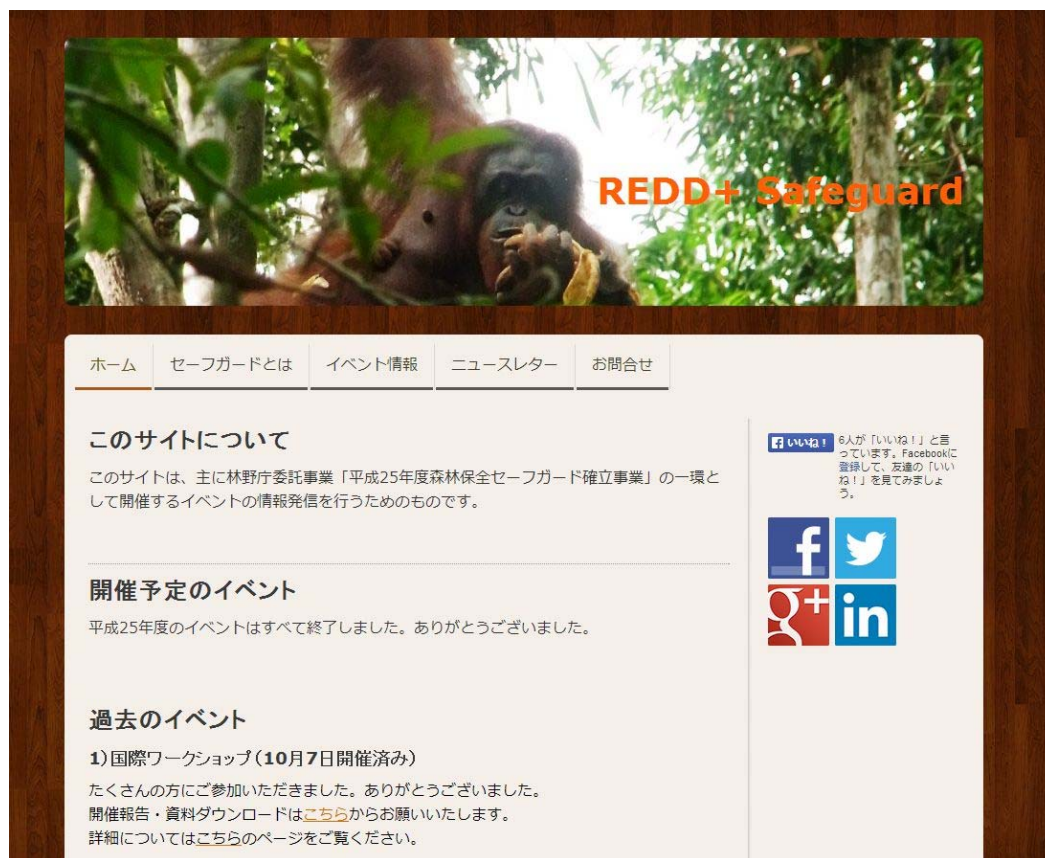 REDD+ Safeguard
ホーム
セーフガードとは
イベント情報
ニュースレター
お問合せ
このサイトについて
このサイトは、主に林野庁委託事業「平成25年度森林保全セーフガード確立事業」の一環と
して開催するイベントの情報発信を行うためのものです。
開催予定のイベント
平成25年度のイベントはすべて終了しました。ありがとうございました。
過去のイベント
1）国際ワークショップ（10月7日開催済み）
たくさんの方にご参加いただきました。ありがとうございました。
開催報告・資料ダウンロードはこちらからお願いいたします。
詳細についてはこちらのページをご覧ください。
いいね！
6人が「いいね！」と言
っています。Facebookに
登録して、友達の「いい
ね！」を見てみましょ
う。
f
g+
in